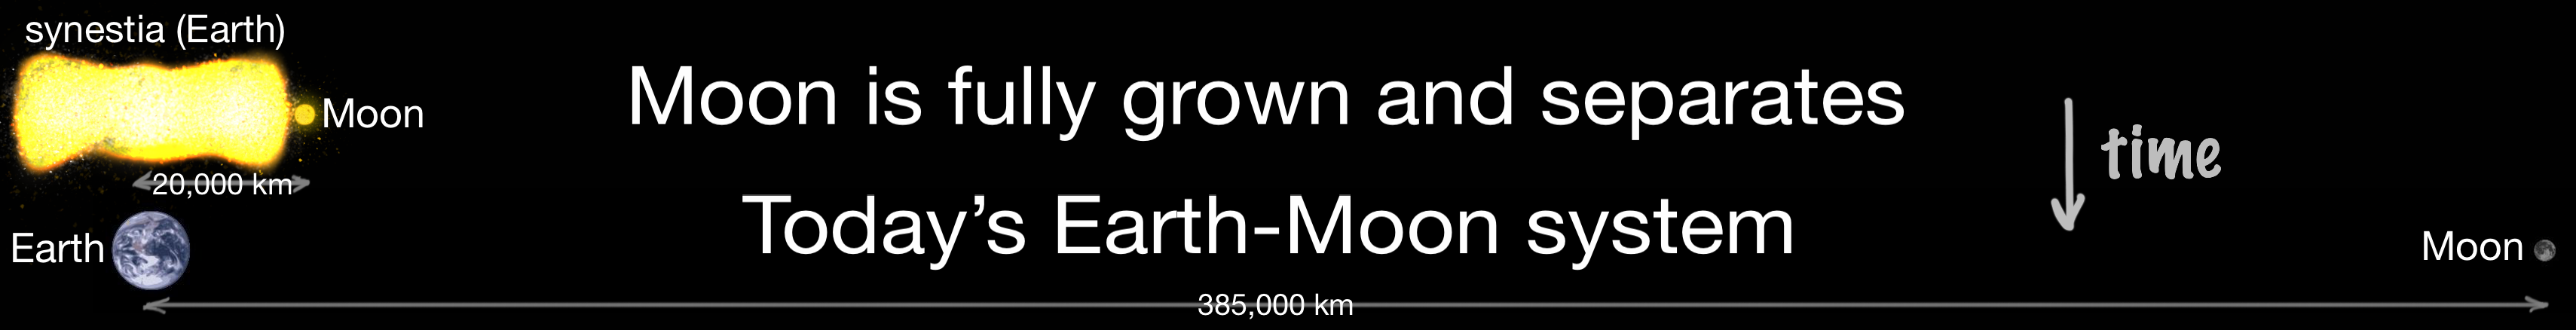 synestia (Earth)
Moon
Moon is fully grown and separates
time
20,000 km
Today’s Earth-Moon system
Earth
Moon
385,000 km